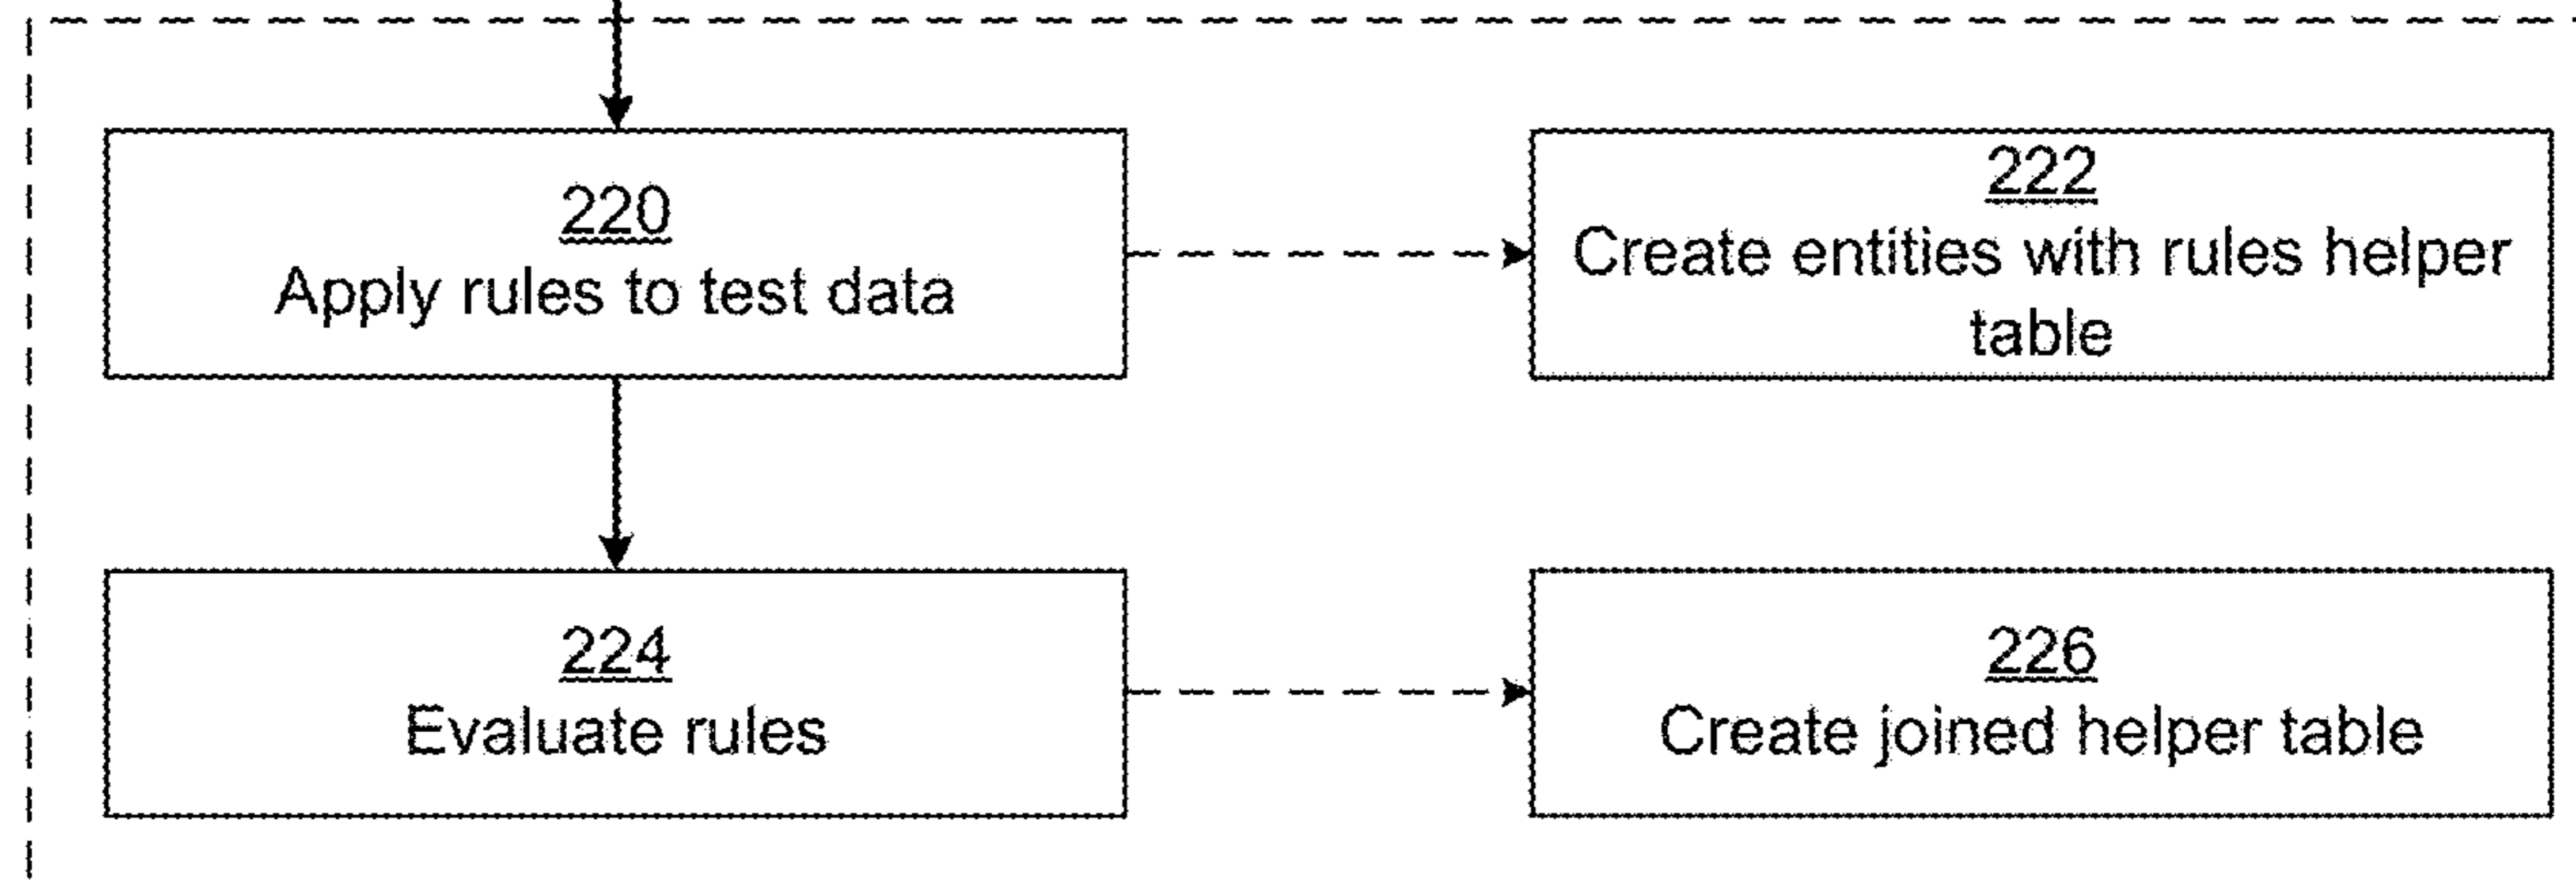 220
Apply rules to test data
222
Create entities with rules helper
table
224
Evaluate rules
226
Create joined helper table